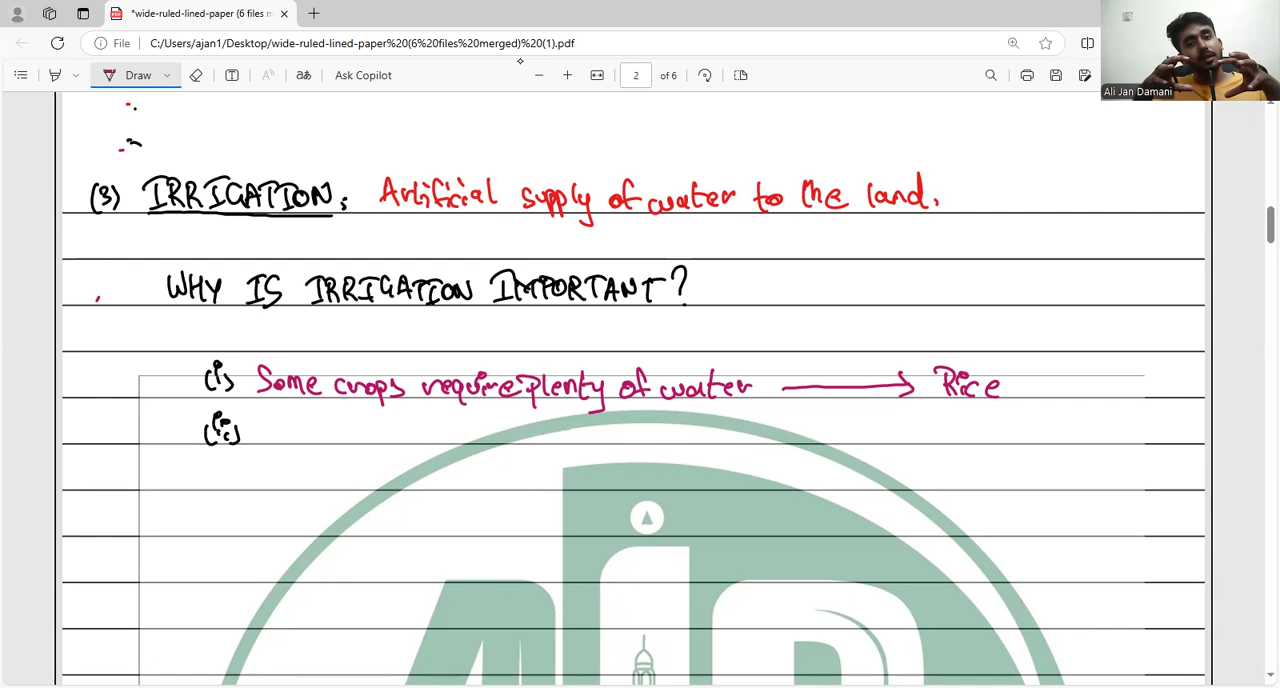 *wide-ruled-lined-paper (6 files m
File C:/Users/ajan1/Desktop/wide-ruled-lined-paper%20(6%20files%20merged)%20(1).pdf
Draw Ask Copilot 2 of 6
Ali Jan Damani
(3) IRRIGATION: Artificial supply of water to the land.
WHY IS IRRIGATION IMPORTANT?
(i) Some crops require plenty of water → Rice
(ii)